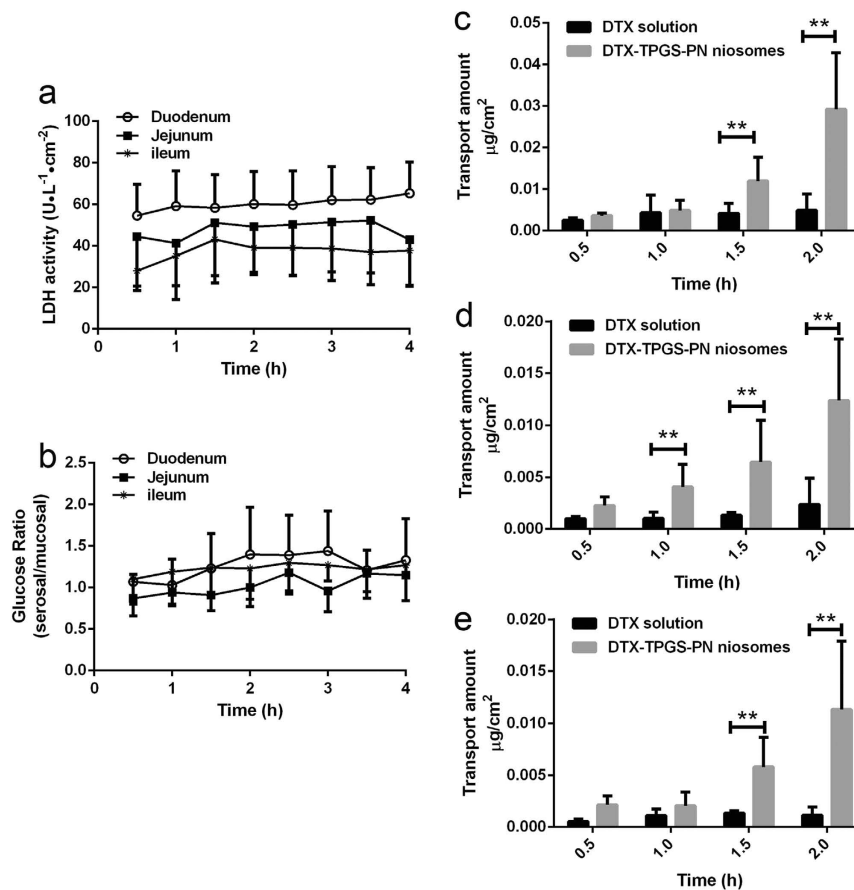 a
Duodenum
Jejunum
ileum
LDH activity (U•L⁻¹•cm⁻²)
100
80
60
40
20
0
0 1 2 3 4
Time (h)
b
Duodenum
Jejunum
ileum
Glucose Ratio
(serosal/mucosal)
2.5
2.0
1.5
1.0
0.5
0.0
0 1 2 3 4
Time (h)
c
DTX solution
DTX-TPGS-PN niosomes
**
**
Transport amount
µg/cm²
0.05
0.04
0.03
0.02
0.01
0.00
0.5 1.0 1.5 2.0
Time (h)
d
DTX solution
DTX-TPGS-PN niosomes
**
**
**
Transport amount
µg/cm²
0.020
0.015
0.010
0.005
0.000
0.5 1.0 1.5 2.0
Time (h)
e
DTX solution
DTX-TPGS-PN niosomes
**
**
Transport amount
µg/cm²
0.020
0.015
0.010
0.005
0.000
0.5 1.0 1.5 2.0
Time (h)